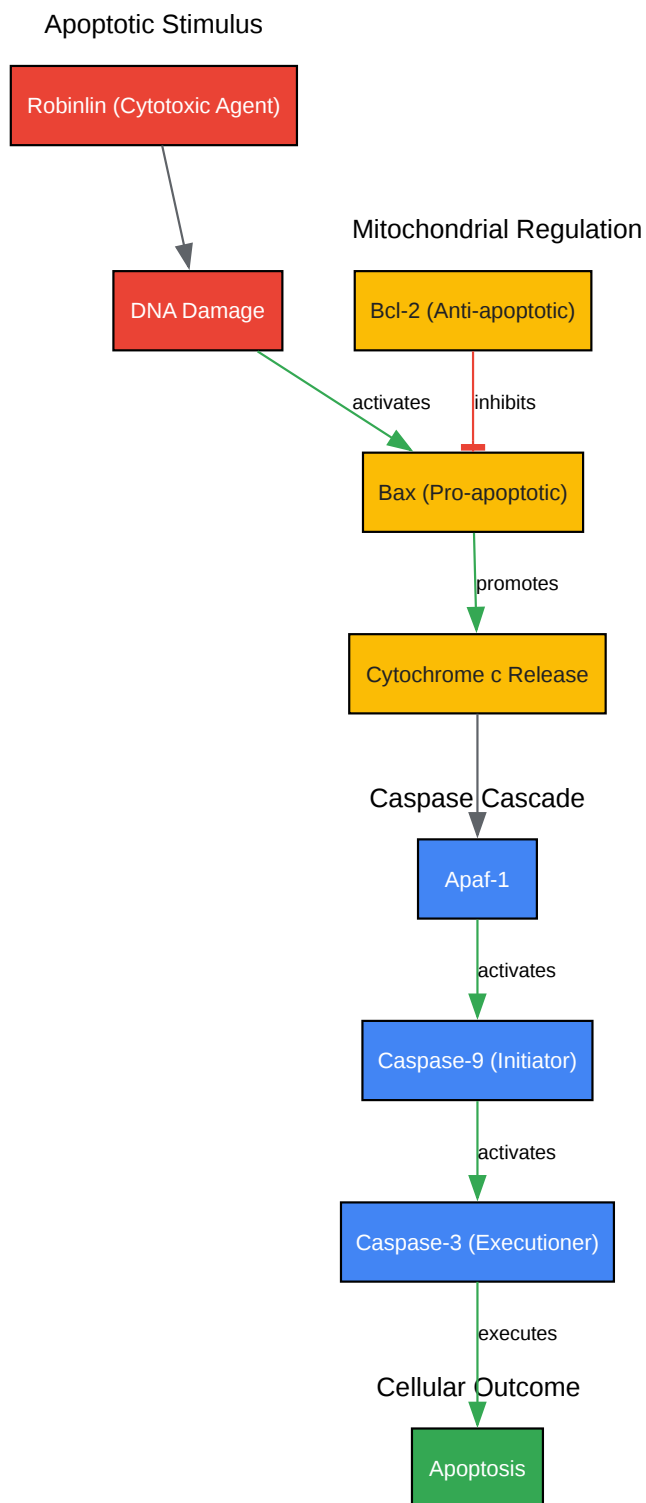 Apoptotic Stimulus
Robinlin (Cytotoxic Agent)
Mitochondrial Regulation
DNA Damage
Bcl-2 (Anti-apoptotic)
activates
inhibits
Bax (Pro-apoptotic)
promotes
Cytochrome c Release
Caspase Cascade
Apaf-1
activates
Caspase-9 (Initiator)
activates
Caspase-3 (Executioner)
executes
Cellular Outcome
Apoptosis